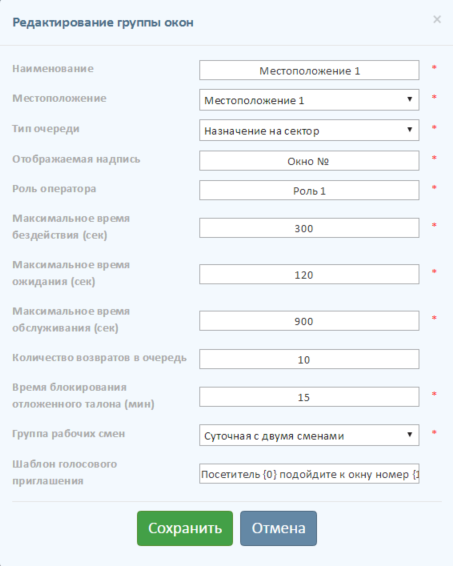 Редактирование группы окон ×
Наименование Местоположение 1 *
Местоположение Местоположение 1 *
Тип очереди Назначение на сектор *
Отображаемая надпись Окно № *
Роль оператора Роль 1 *
Максимальное время
бездействия (сек) 300 *
Максимальное время
ожидания (сек) 120 *
Максимальное время
обслуживания (сек) 900 *
Количество возвратов в очередь 10
Время блокирования
отложенного талона (мин) 15 *
Группа рабочих смен Суточная с двумя сменами *
Шаблон голосового
приглашения Посетитель {0} подойдите к окну номер {1
Сохранить Отмена